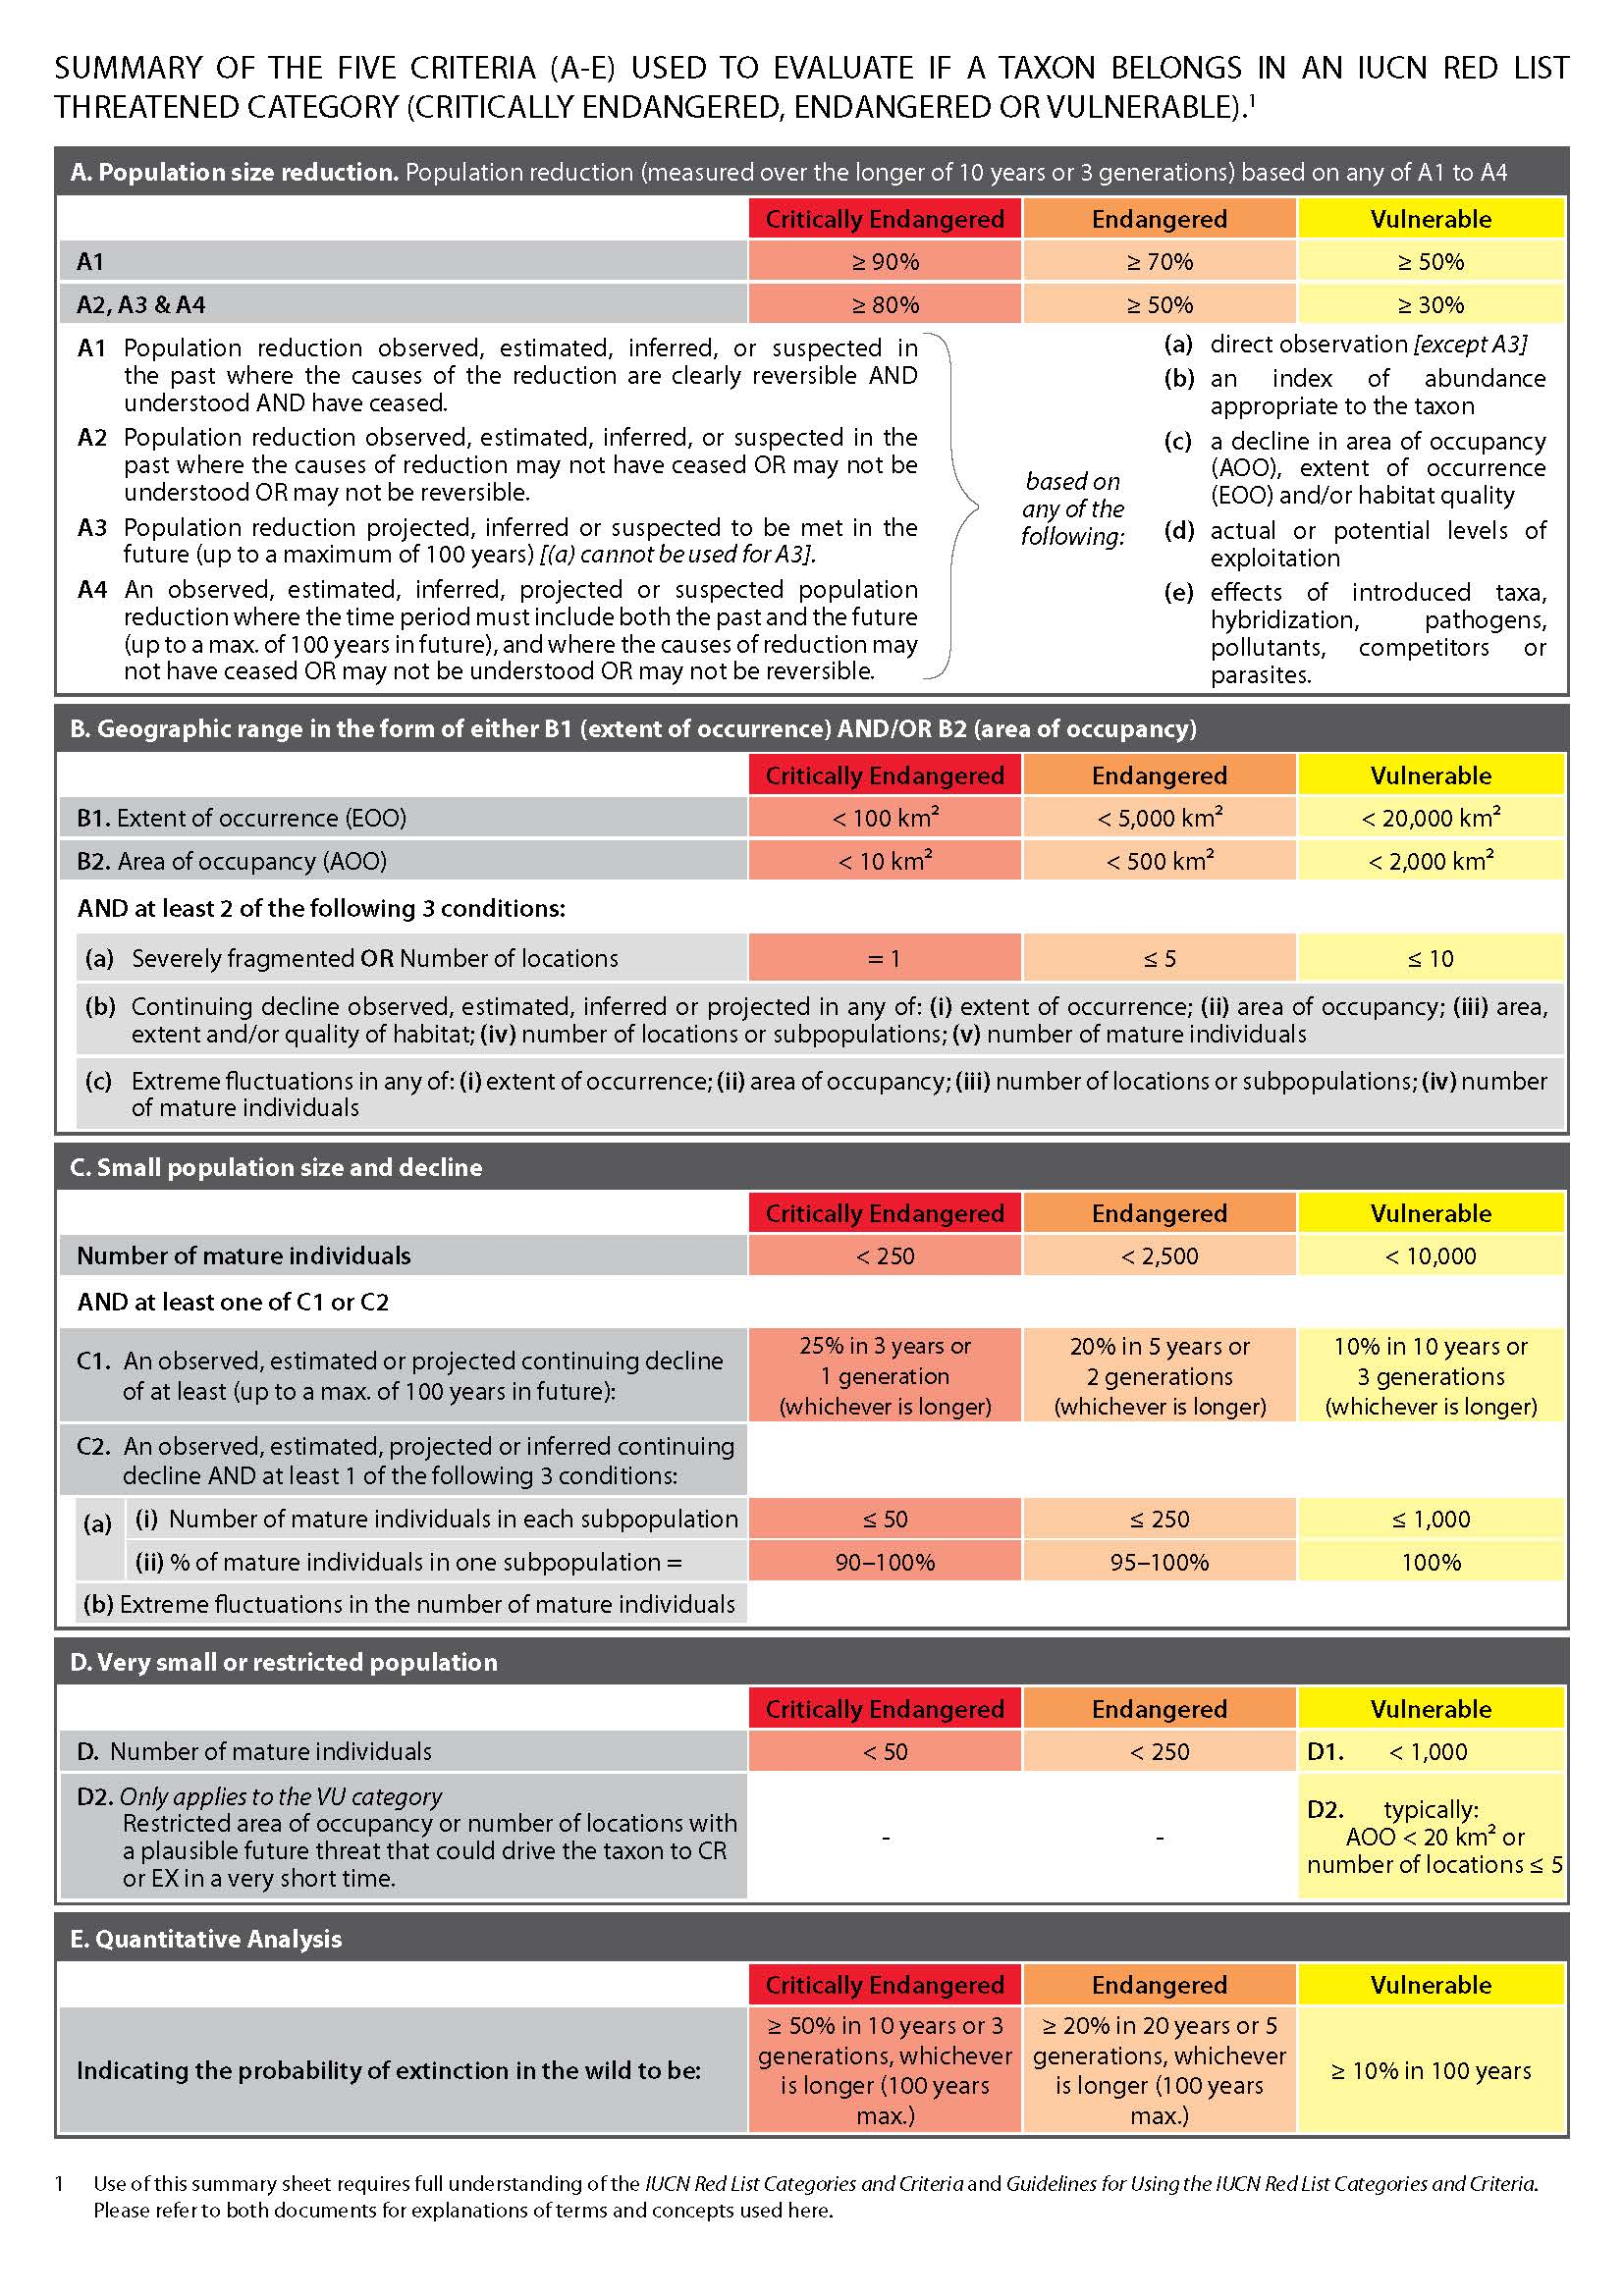 SUMMARY OF THE FIVE CRITERIA (A-E) USED TO EVALUATE IF A TAXON BELONGS IN AN IUCN RED LIST
THREATENED CATEGORY (CRITICALLY ENDANGERED, ENDANGERED OR VULNERABLE).¹
A. Population size reduction. Population reduction (measured over the longer of 10 years or 3 generations) based on any of A1 to A4
Critically Endangered Endangered Vulnerable
A1 ≥ 90% ≥ 70% ≥ 50%
A2, A3 & A4 ≥ 80% ≥ 50% ≥ 30%
A1 Population reduction observed, estimated, inferred, or suspected in
the past where the causes of the reduction are clearly reversible AND
understood AND have ceased.
A2 Population reduction observed, estimated, inferred, or suspected in the
past where the causes of reduction may not have ceased OR may not be
understood OR may not be reversible.
A3 Population reduction projected, inferred or suspected to be met in the
future (up to a maximum of 100 years) [(a) cannot be used for A3].
A4 An observed, estimated, inferred, projected or suspected population
reduction where the time period must include both the past and the future
(up to a max. of 100 years in future), and where the causes of reduction may
not have ceased OR may not be understood OR may not be reversible.
based on
any of the
following:
(a) direct observation [except A3]
(b) an index of abundance
appropriate to the taxon
(c) a decline in area of occupancy
(AOO), extent of occurrence
(EOO) and/or habitat quality
(d) actual or potential levels of
exploitation
(e) effects of introduced taxa,
hybridization, pathogens,
pollutants, competitors or
parasites.
B. Geographic range in the form of either B1 (extent of occurrence) AND/OR B2 (area of occupancy)
Critically Endangered Endangered Vulnerable
B1. Extent of occurrence (EOO) < 100 km² < 5,000 km² < 20,000 km²
B2. Area of occupancy (AOO) < 10 km² < 500 km² < 2,000 km²
AND at least 2 of the following 3 conditions:
(a) Severely fragmented OR Number of locations = 1 ≤ 5 ≤ 10
(b) Continuing decline observed, estimated, inferred or projected in any of: (i) extent of occurrence; (ii) area of occupancy; (iii) area,
extent and/or quality of habitat; (iv) number of locations or subpopulations; (v) number of mature individuals
(c) Extreme fluctuations in any of: (i) extent of occurrence; (ii) area of occupancy; (iii) number of locations or subpopulations; (iv) number
of mature individuals
C. Small population size and decline
Critically Endangered Endangered Vulnerable
Number of mature individuals < 250 < 2,500 < 10,000
AND at least one of C1 or C2
C1. An observed, estimated or projected continuing decline
of at least (up to a max. of 100 years in future):
25% in 3 years or
1 generation
(whichever is longer)
20% in 5 years or
2 generations
(whichever is longer)
10% in 10 years or
3 generations
(whichever is longer)
C2. An observed, estimated, projected or inferred continuing
decline AND at least 1 of the following 3 conditions:
(a) (i) Number of mature individuals in each subpopulation ≤ 50 ≤ 250 ≤ 1,000
(ii) % of mature individuals in one subpopulation = 90–100% 95–100% 100%
(b) Extreme fluctuations in the number of mature individuals
D. Very small or restricted population
Critically Endangered Endangered Vulnerable
D. Number of mature individuals < 50 < 250 D1. < 1,000
D2. Only applies to the VU category
Restricted area of occupancy or number of locations with
a plausible future threat that could drive the taxon to CR
or EX in a very short time.
- -
D2. typically:
AOO < 20 km² or
number of locations ≤ 5
E. Quantitative Analysis
Critically Endangered Endangered Vulnerable
Indicating the probability of extinction in the wild to be:
≥ 50% in 10 years or 3
generations, whichever
is longer (100 years
max.)
≥ 20% in 20 years or 5
generations, whichever
is longer (100 years
max.)
≥ 10% in 100 years
1 Use of this summary sheet requires full understanding of the IUCN Red List Categories and Criteria and Guidelines for Using the IUCN Red List Categories and Criteria.
Please refer to both documents for explanations of terms and concepts used here.